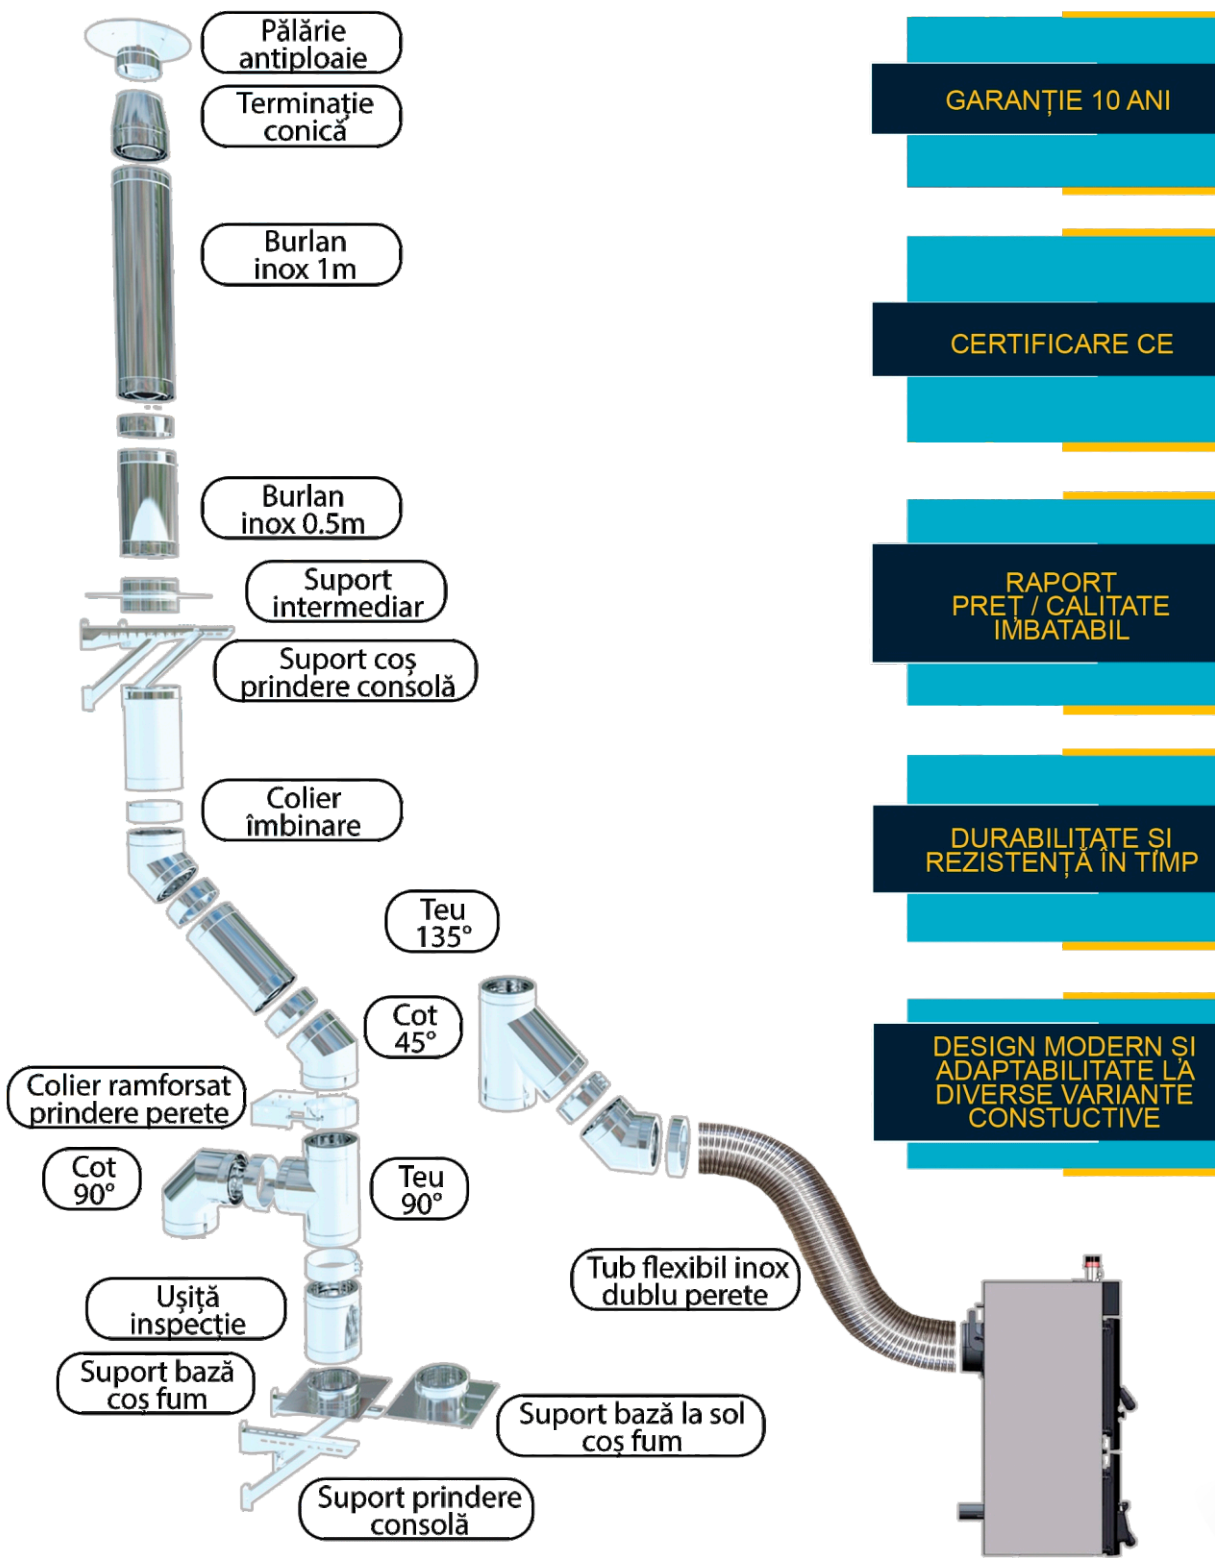 Pălărie
antiploaie
Terminație
conică
Burlan
inox 1m
Burlan
inox 0.5m
Suport
intermediar
Suport coș
prindere consolă
Colier
îmbinare
Teu
135°
Cot
45°
Colier ramforsat
prindere perete
Cot
90°
Teu
90°
Tub flexibil inox
dublu perete
Ușiță
inspecție
Suport bază
coș fum
Suport bază la sol
coș fum
Suport prindere
consolă
GARANȚIE 10 ANI
CERTIFICARE CE
RAPORT
PREȚ / CALITATE
IMBATABIL
DURABILITATE ȘI
REZISTENȚĂ ÎN TIMP
DESIGN MODERN ȘI
ADAPTABILITATE LA
DIVERSE VARIANTE
CONSTUCTIVE